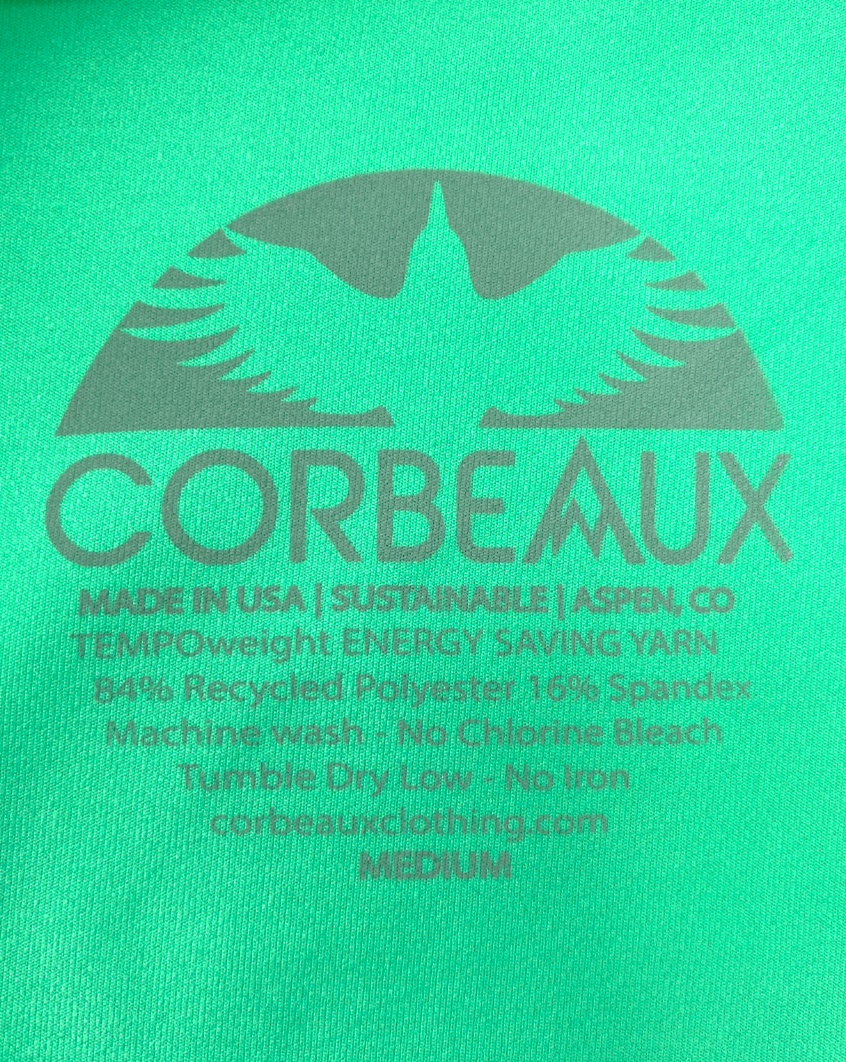 CORBEAUX
MADE IN USA | SUSTAINABLE | ASPEN, CO
TEMPOweight ENERGY SAVING YARN
84% Recycled Polyester 16% Spandex
Machine wash - No Chlorine Bleach
Tumble Dry Low - No Iron
corbeauxclothing.com
MEDIUM